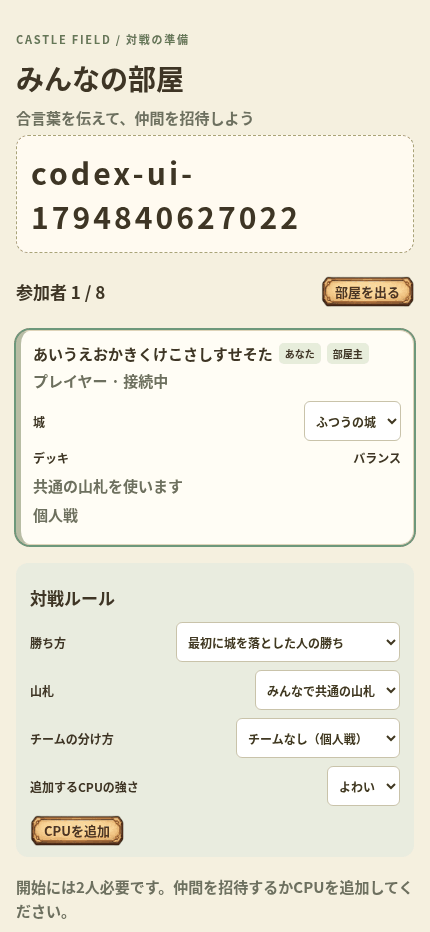 CASTLE FIELD / 対戦の準備
みんなの部屋
合言葉を伝えて、仲間を招待しよう
codex-ui-
1794840627022
参加者 1 / 8
部屋を出る
あいうえおかきくけこさしすせそた あなた 部屋主
プレイヤー・接続中
城 ふつうの城
デッキ バランス
共通の山札を使います
個人戦
対戦ルール
勝ち方 最初に城を落とした人の勝ち
山札 みんなで共通の山札
チームの分け方 チームなし（個人戦）
追加するCPUの強さ よわい
CPUを追加
開始には2人必要です。仲間を招待するかCPUを追加してく
ださい。